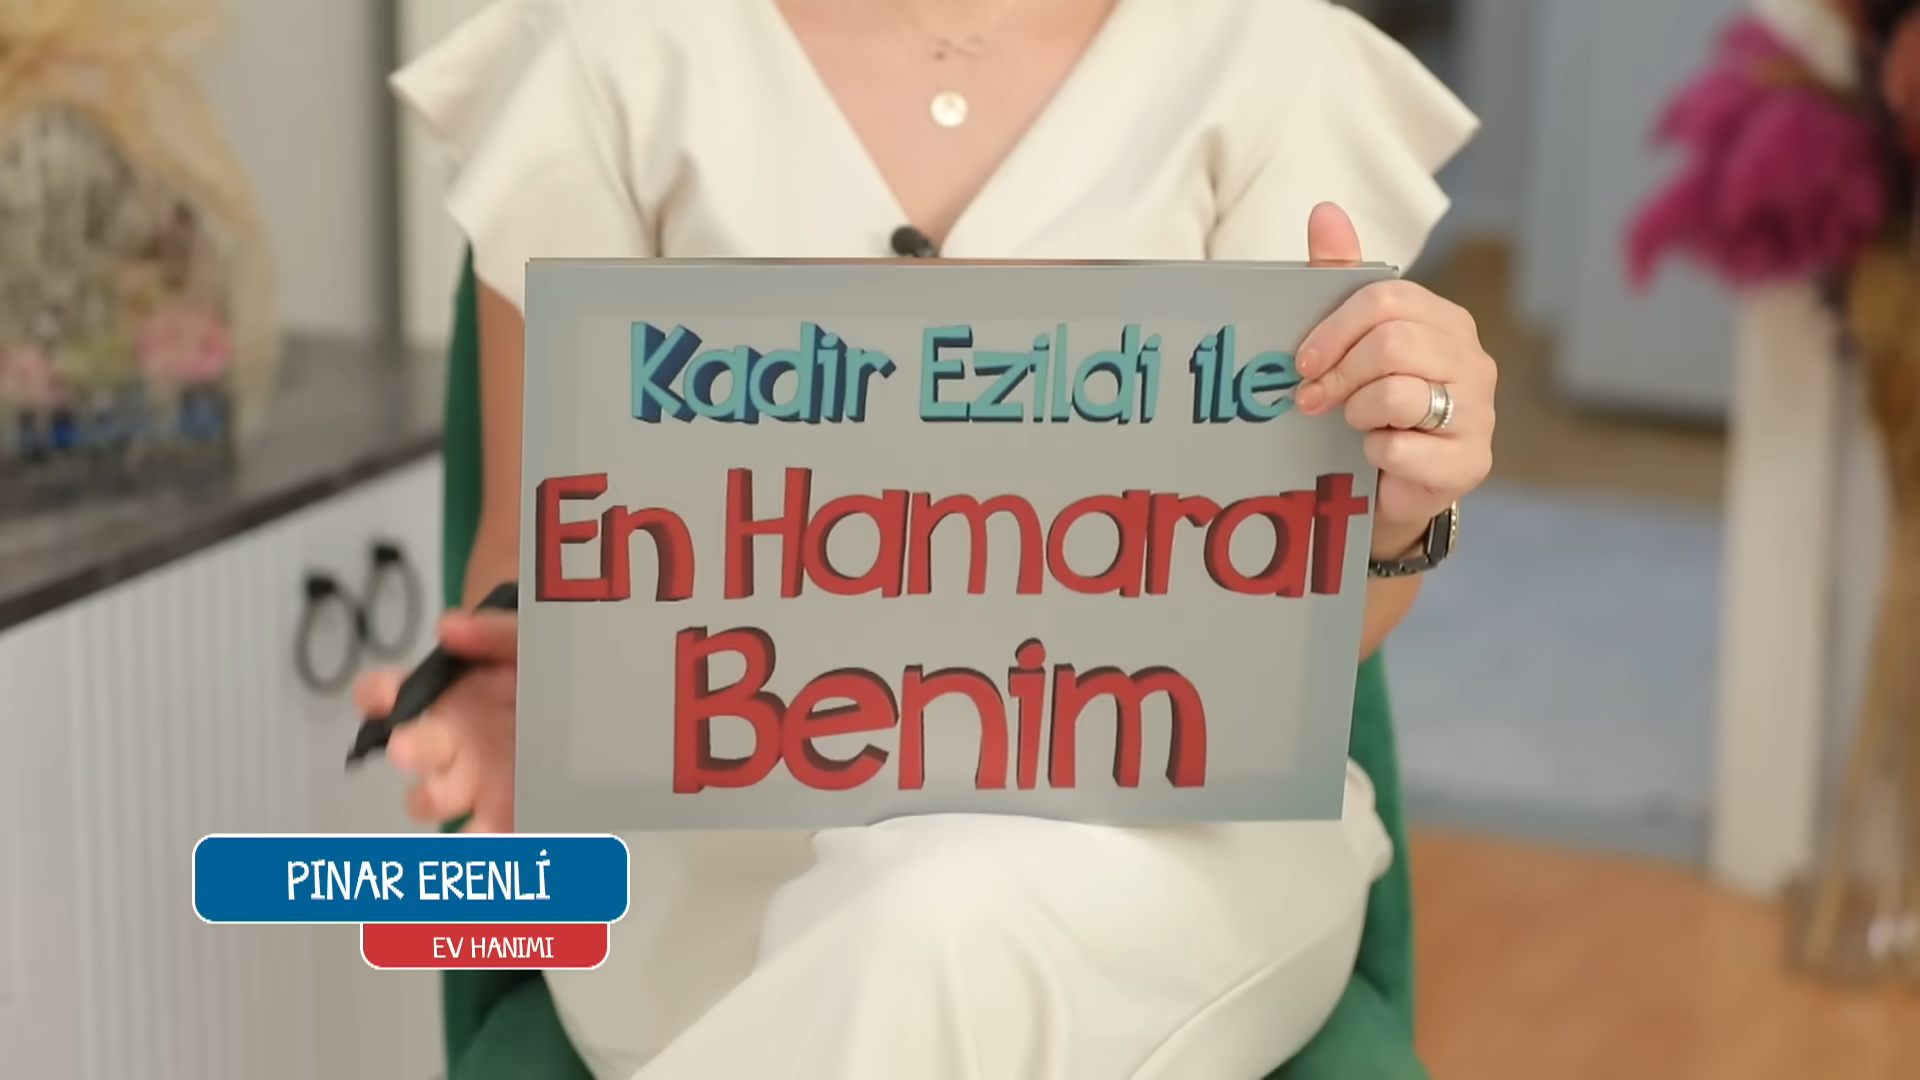 Kadir Ezildi ile
En Hamarat
Benim
PINAR ERENLİ
EV HANIMI